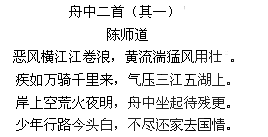 舟中二首（其一）
陈师道
恶风横江江卷浪，黄流湍猛风用壮 。
疾如万骑千里来，气压三江五湖上。
岸上空荒火夜明，舟中坐起待残更。
少年行路今头白，不尽还家去国情。